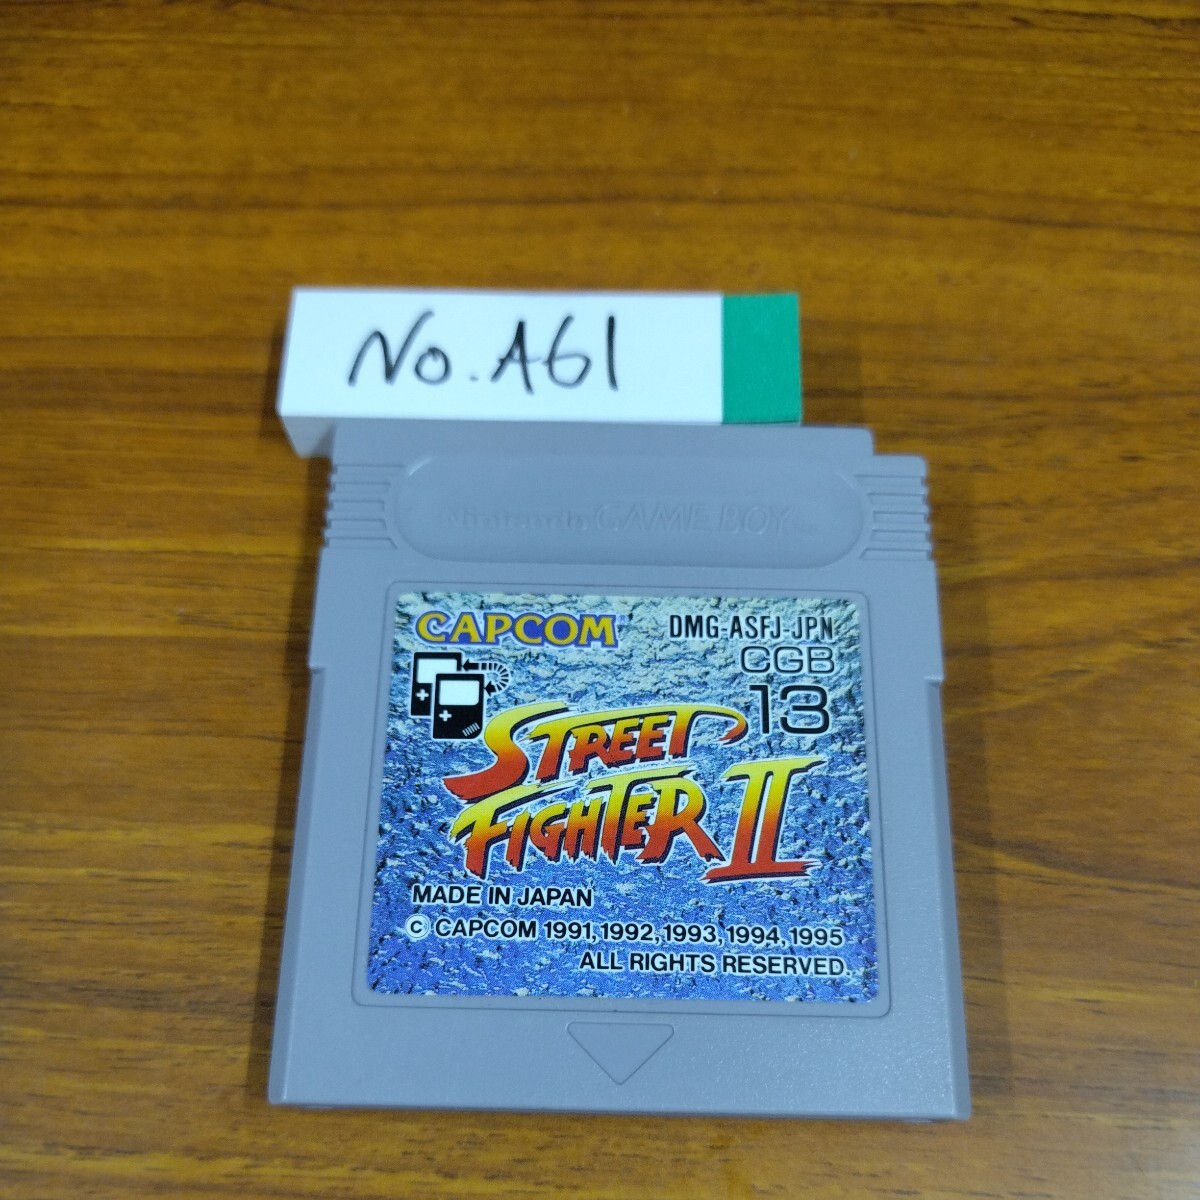 No. A61
Nintendo GAME BOY
CAPCOM
DMG-ASFJ-JPN
CGB
13
STREET
FIGHTER II
MADE IN JAPAN
© CAPCOM 1991, 1992, 1993, 1994, 1995
ALL RIGHTS RESERVED.